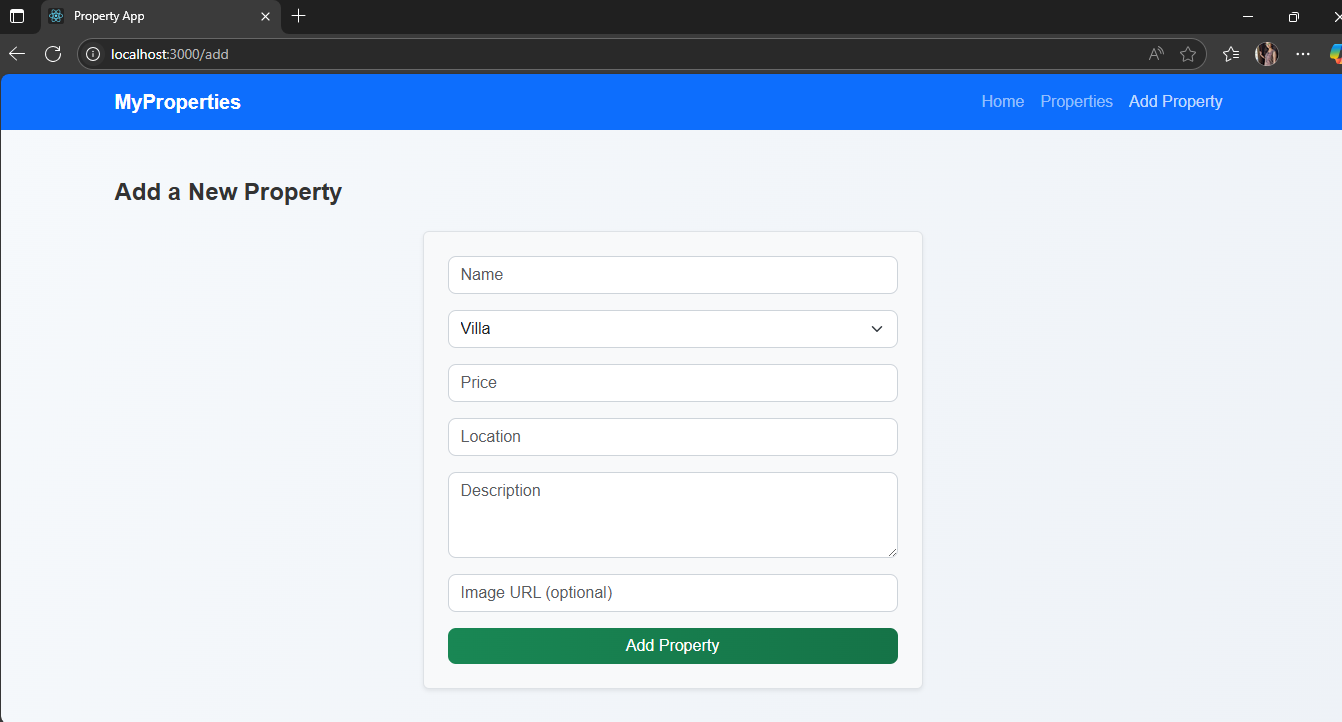 Property App
localhost:3000/add
MyProperties Home Properties Add Property
Add a New Property
Name
Villa
Price
Location
Description
Image URL (optional)
Add Property